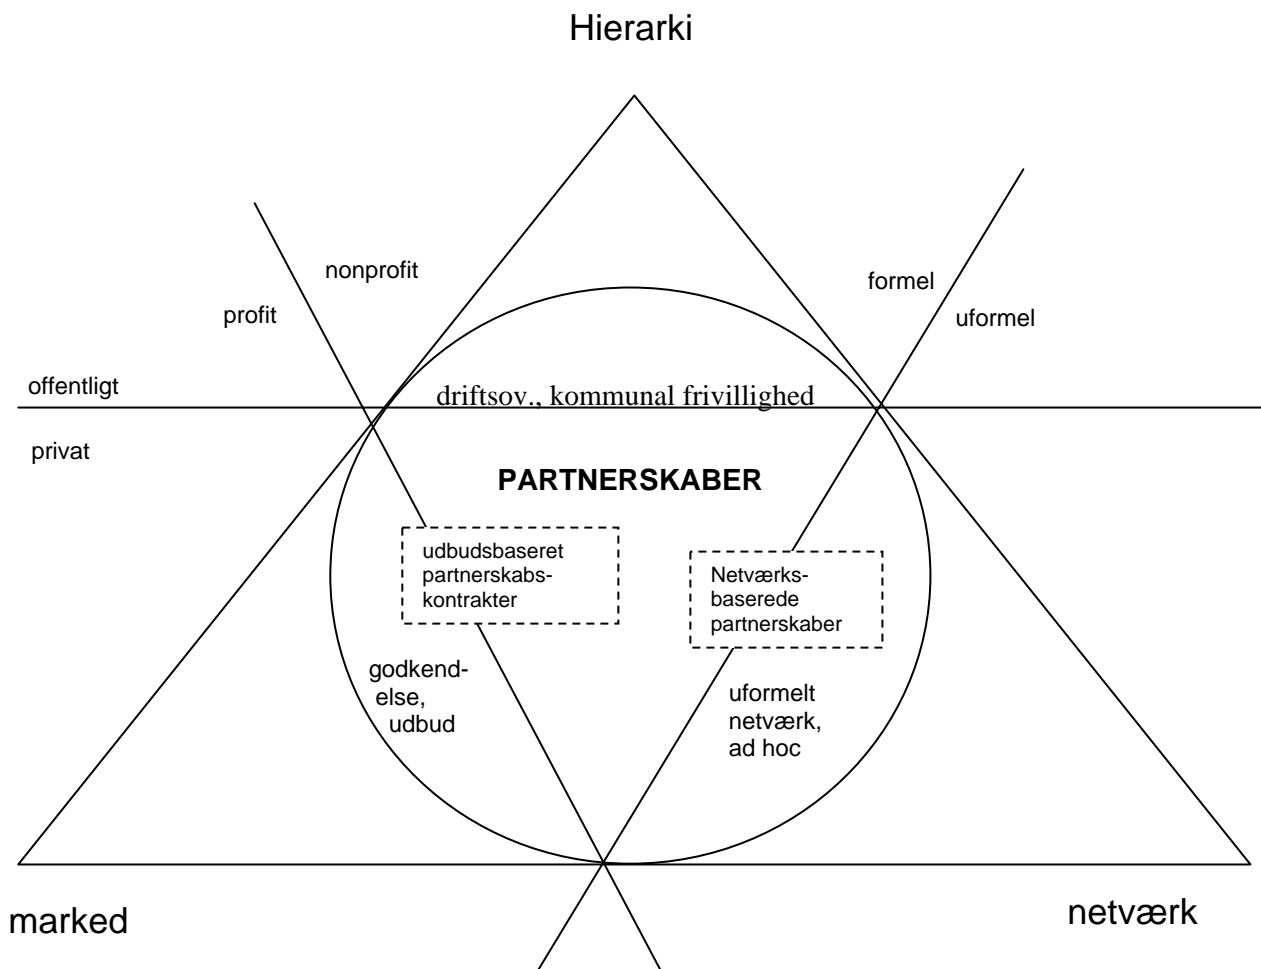 Hierarki
nonprofit
formel
profit
uformel
offentligt
driftsov., kommunal frivillighed
privat
PARTNERSKABER
udbudsbaseret
partnerskabs-
kontrakter
Netværks-
baserede
partnerskaber
godkend-
else,
udbud
uformelt
netværk,
ad hoc
marked
netværk